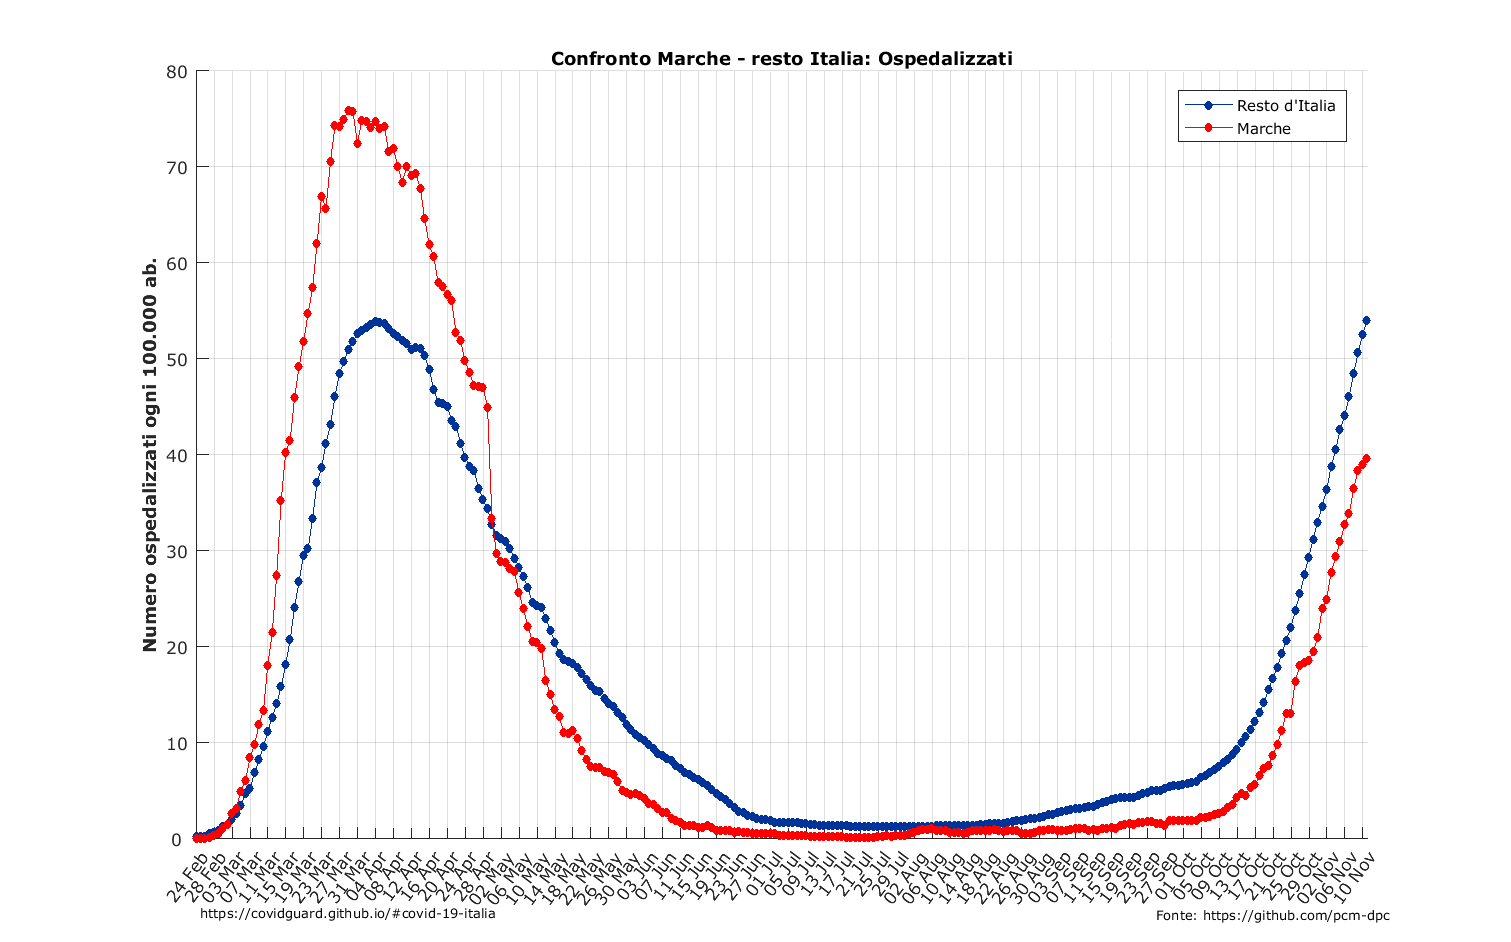 Confronto Marche - resto Italia: Ospedalizzati
Resto d'Italia
Marche
Numero ospedalizzati ogni 100.000 ab.
80
70
60
50
40
30
20
10
0
24 Feb
28 Feb
03 Mar
07 Mar
11 Mar
15 Mar
19 Mar
23 Mar
27 Mar
31 Mar
04 Apr
08 Apr
12 Apr
16 Apr
20 Apr
24 Apr
28 Apr
02 May
06 May
10 May
14 May
18 May
22 May
26 May
30 May
03 Jun
07 Jun
11 Jun
15 Jun
19 Jun
23 Jun
27 Jun
01 Jul
05 Jul
09 Jul
13 Jul
17 Jul
21 Jul
25 Jul
29 Jul
02 Aug
06 Aug
10 Aug
14 Aug
18 Aug
22 Aug
26 Aug
30 Aug
03 Sep
07 Sep
11 Sep
15 Sep
19 Sep
23 Sep
27 Sep
01 Oct
05 Oct
09 Oct
13 Oct
17 Oct
21 Oct
25 Oct
29 Oct
02 Nov
06 Nov
10 Nov
https://covidguard.github.io/#covid-19-italia
Fonte: https://github.com/pcm-dpc